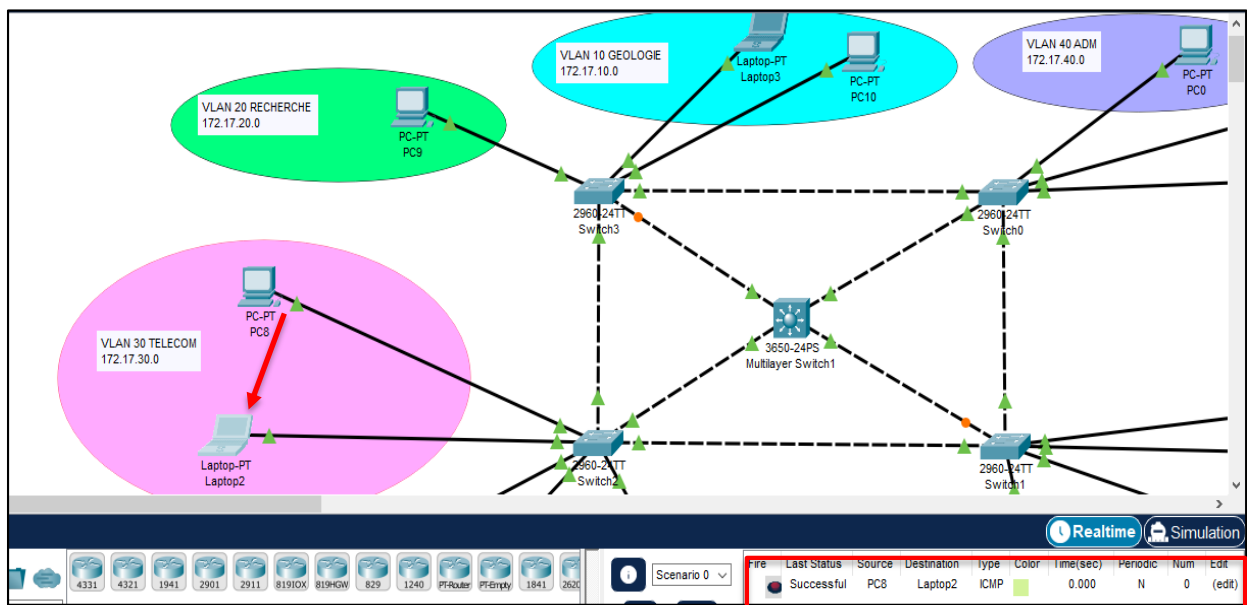 VLAN 10 GEOLOGIE
172.17.10.0
Laptop-PT
Laptop3
PC-PT
PC10
VLAN 40 ADM
172.17.40.0
PC-PT
PC0
VLAN 20 RECHERCHE
172.17.20.0
PC-PT
PC9
2960-24TT
Switch3
2960-24TT
Switch0
PC-PT
PC8
VLAN 30 TELECOM
172.17.30.0
3650-24PS
Multilayer Switch1
Laptop-PT
Laptop2
2960-24TT
Switch2
2960-24TT
Switch1
Realtime
Simulation
4331
4321
1941
2901
2911
819IOX
819HGW
829
1240
PT-Router
PT-Empty
1841
Scenario 0
Fire Last Status Source Destination Type Color Time(sec) Periodic Num Edit
Successful PC8 Laptop2 ICMP 0.000 N 0 (edit)